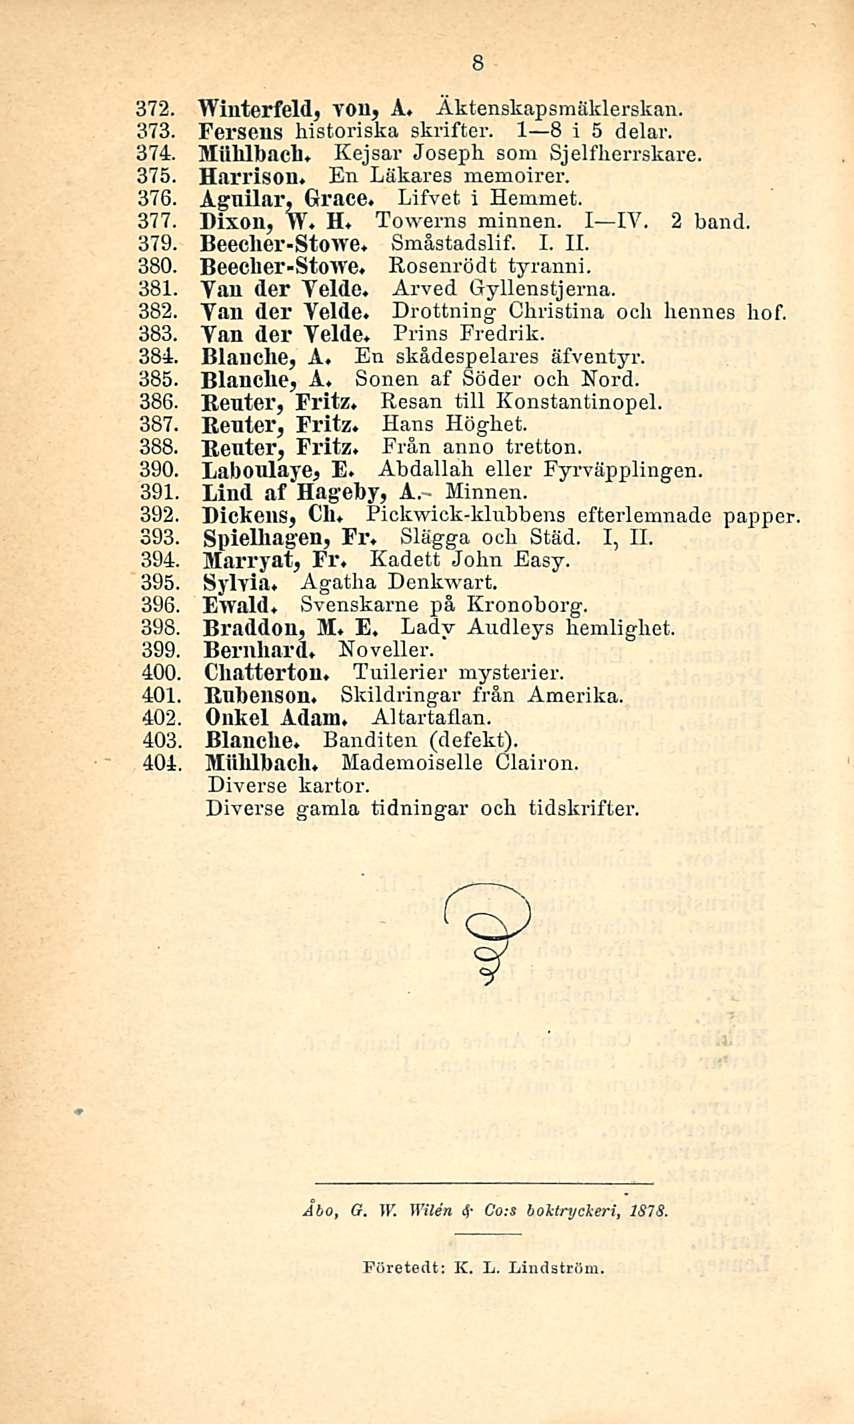 8
372. Winterfeld, von, A. Äktenskapsmäklerskan.
373. Fersens historiska skrifter. 1—8 i 5 delar.
374. Mühlbach. Kejsar Joseph som Sjelfherrskare.
375. Harrison. En Läkares memoirer.
376. Aguilar, Grace. Lifvet i Hemmet.
377. Dixon, W. H. Towerns minnen. I—IV. 2 band.
379. Beecher-Stowe. Småstadslif. I. II.
380. Beecher-Stowe. Rosenrödt tyranni.
381. Van der Velde. Arved Gyllenstjerna.
382. Van der Velde. Drottning Christina och hennes hof.
383. Van der Velde. Prins Fredrik.
384. Blanche, A. En skådespelares äfventyr.
385. Blanche, A. Sonen af Söder och Nord.
386. Reuter, Fritz. Resan till Konstantinopel.
387. Reuter, Fritz. Hans Höghet.
388. Reuter, Fritz. Från anno tretton.
390. Laboulaye, E. Abdallah eller Fyrväpplingen.
391. Lind af Hageby, A. Minnen.
392. Dickens, Ch. Pickwick-klubbens efterlemnade papper.
393. Spielhagen, Fr. Slägga och Städ. I, II.
394. Marryat, Fr. Kadett John Easy.
395. Sylvia. Agatha Denkwart.
396. Ewald. Svenskarne på Kronoborg.
398. Braddon, M. E. Lady Audleys hemlighet.
399. Bernhard. Noveller.
400. Chatterton. Tuilerier mysterier.
401. Rubenson. Skildringar från Amerika.
402. Onkel Adam. Altartaflan.
403. Blanche. Banditen (defekt).
404. Mühlbach. Mademoiselle Clairon.
Diverse kartor.
Diverse gamla tidningar och tidskrifter.
Åbo, G. W. Wilén & Co:s boktryckeri, 1878.
Företedt: K. L. Lindström.